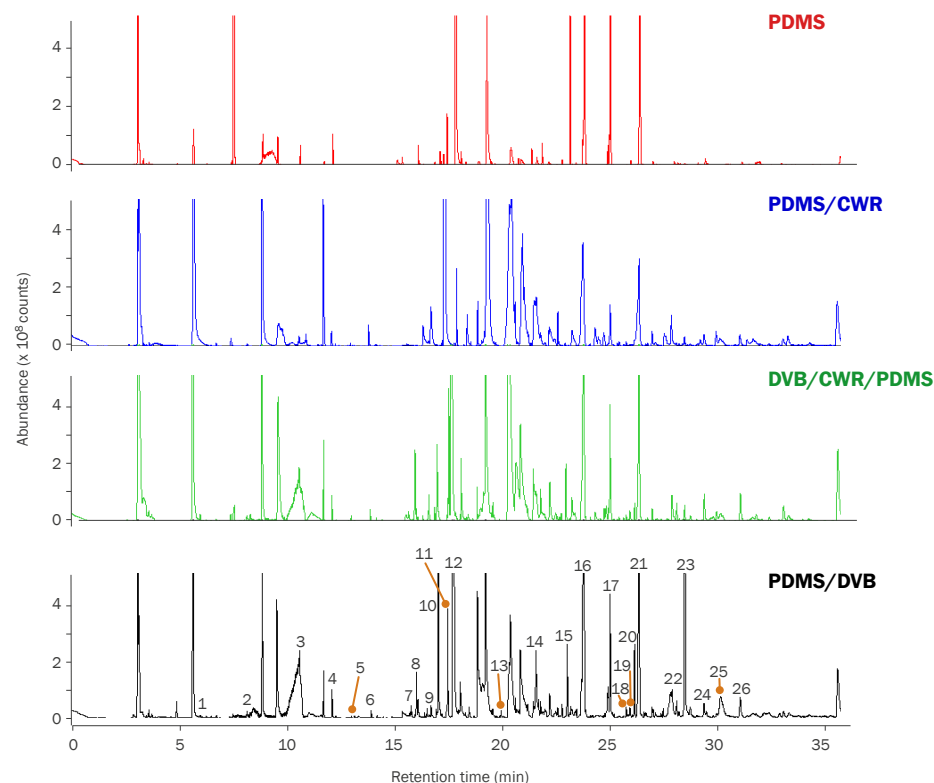 PDMS
4
2
0
PDMS/CWR
4
2
0
Abundance (x 10⁸ counts)
DVB/CWR/PDMS
4
2
0
PDMS/DVB
11 12 16 21 23
4
10 17
3 14 15 20
2
5 8 13 19 22 25
1 2 4 6 7 9 18 24 26
0
0 5 10 15 20 25 30 35
Retention time (min)